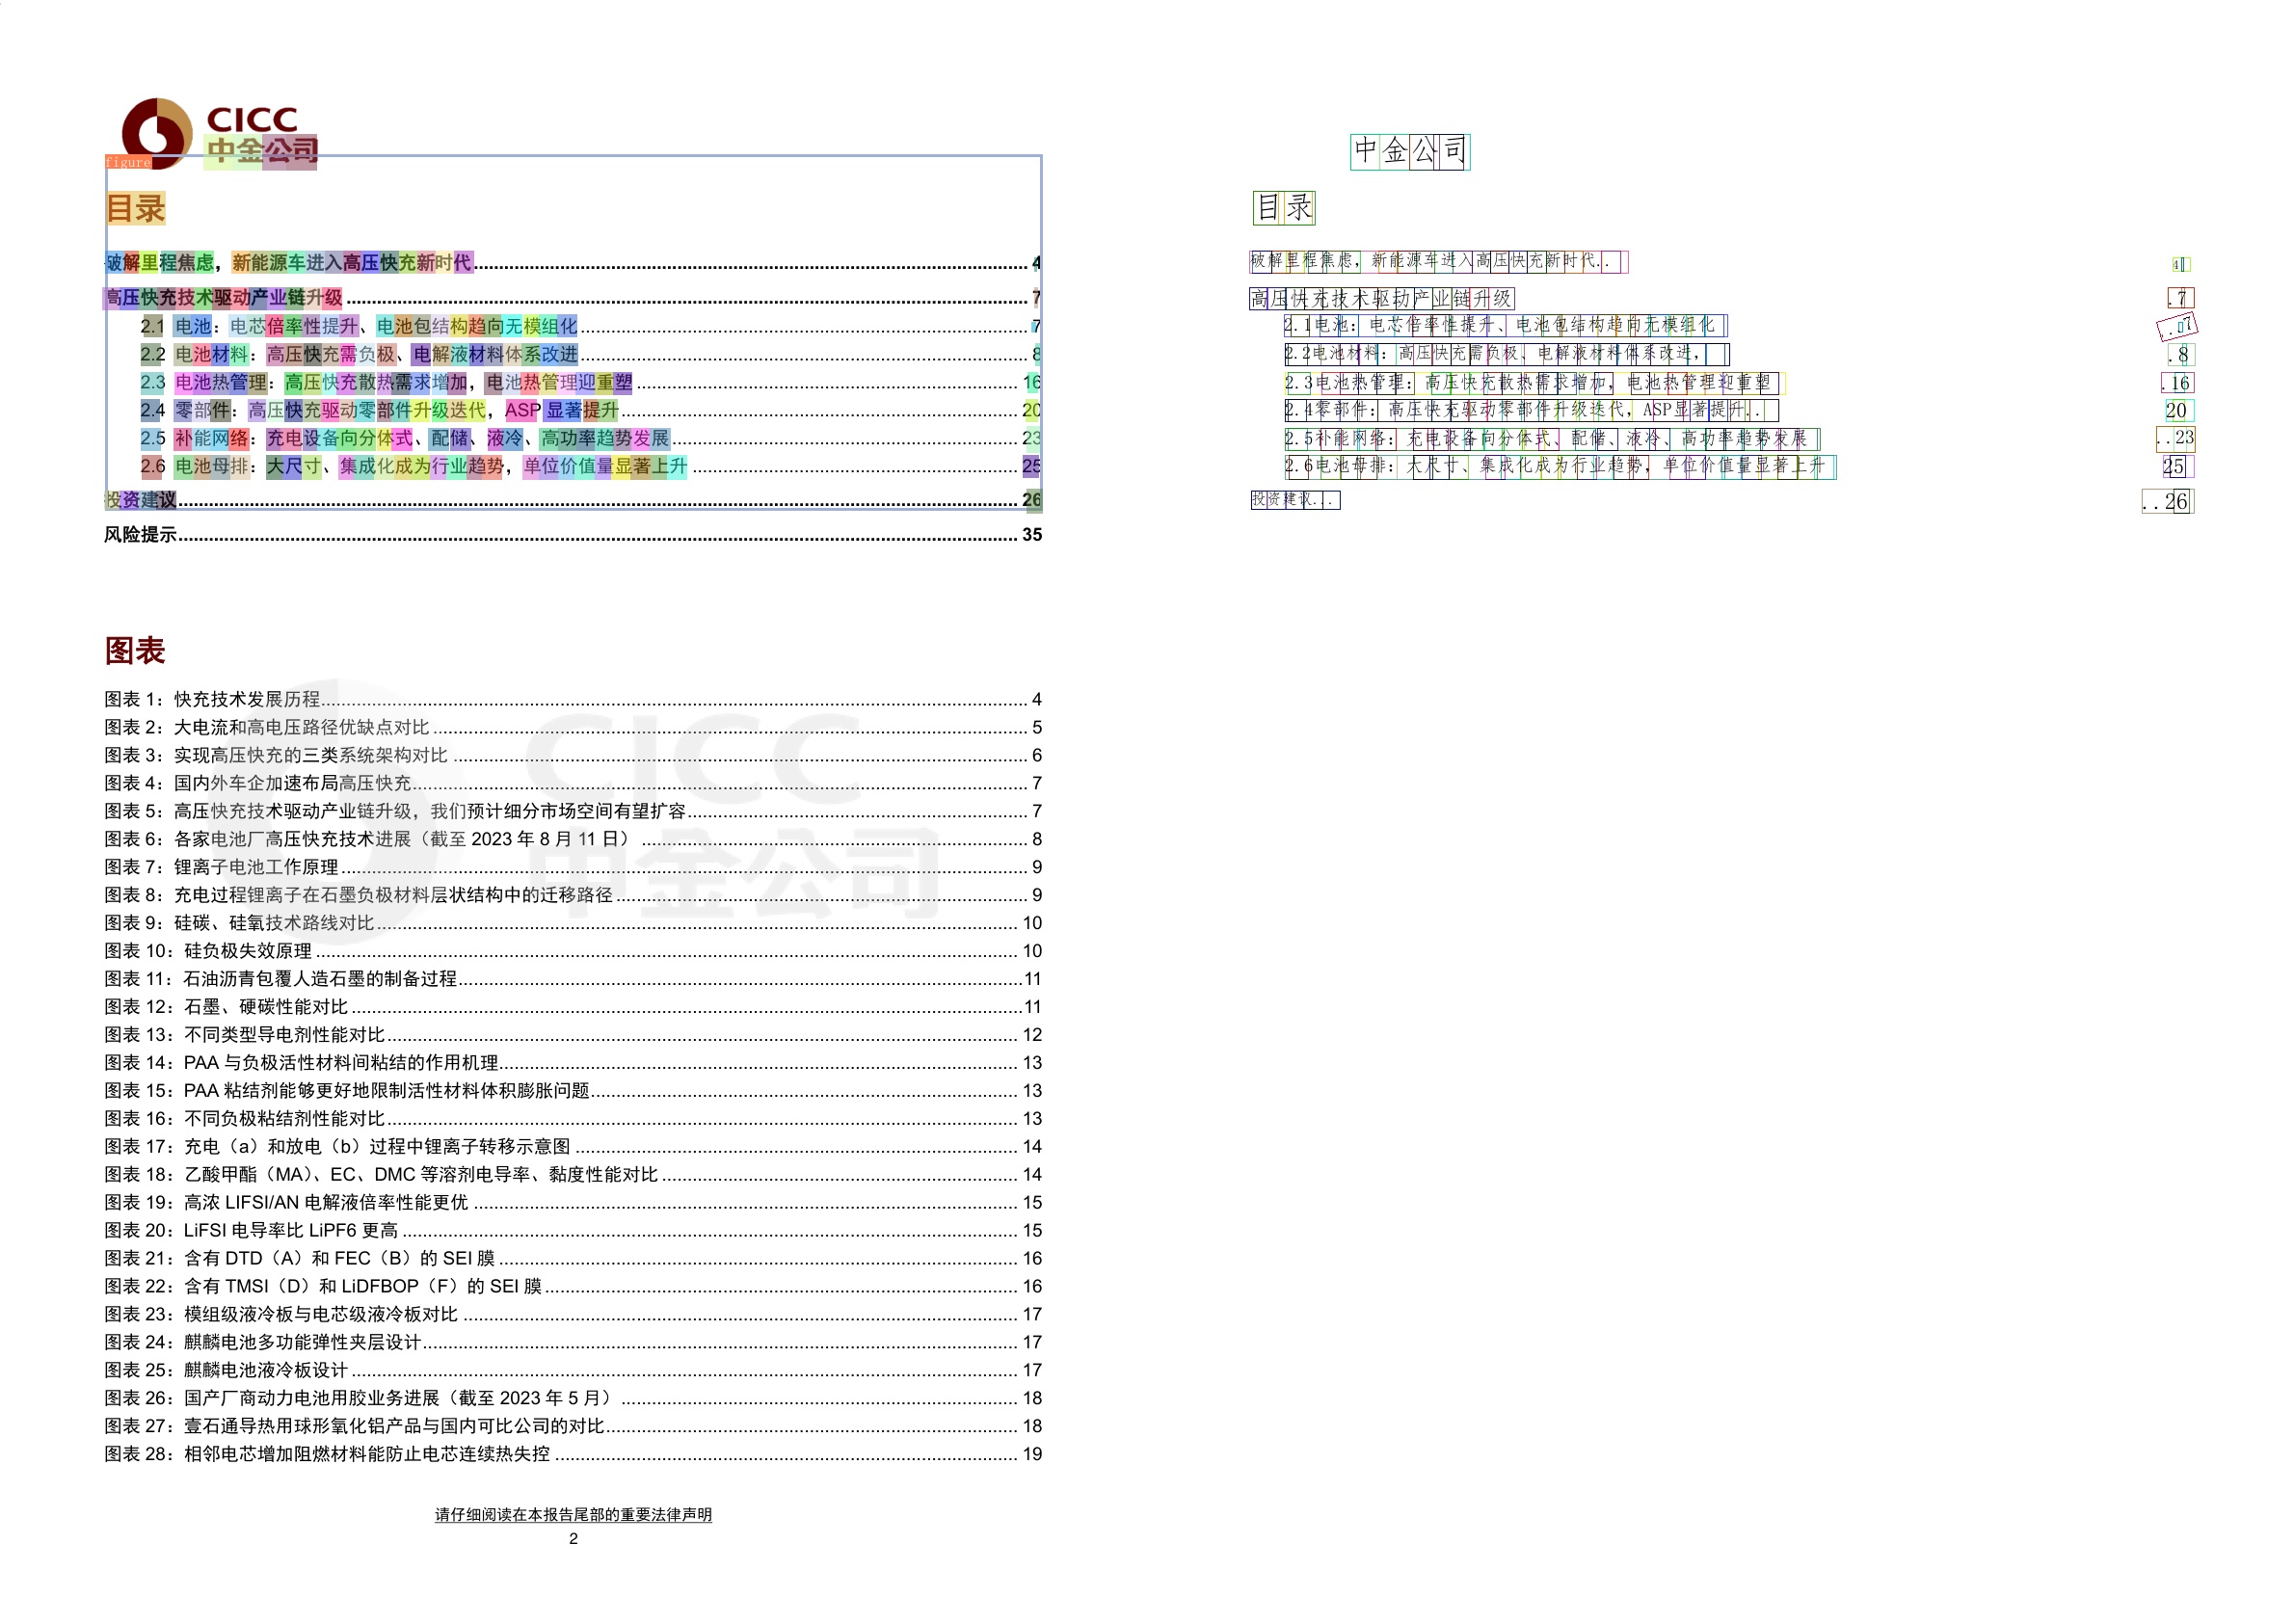 CICC
中金公司
figure
目录
破解里程焦虑，新能源车进入高压快充新时代........4
高压快充技术驱动产业链升级........7
2.1 电池：电芯倍率性提升、电池包结构趋向无模组化........7
2.2 电池材料：高压快充需负极、电解液材料体系改进........8
2.3 电池热管理：高压快充散热需求增加，电池热管理迎重塑........16
2.4 零部件：高压快充驱动零部件升级迭代，ASP 显著提升........20
2.5 补能网络：充电设备向分体式、配储、液冷、高功率趋势发展........23
2.6 电池母排：大尺寸、集成化成为行业趋势，单位价值量显著上升........25
投资建议........26
风险提示........35
图表
图表 1：快充技术发展历程........4
图表 2：大电流和高电压路径优缺点对比........5
图表 3：实现高压快充的三类系统架构对比........6
图表 4：国内外车企加速布局高压快充........7
图表 5：高压快充技术驱动产业链升级，我们预计细分市场空间有望扩容........7
图表 6：各家电池厂高压快充技术进展（截至 2023 年 8 月 11 日）........8
图表 7：锂离子电池工作原理........9
图表 8：充电过程锂离子在石墨负极材料层状结构中的迁移路径........9
图表 9：硅碳、硅氧技术路线对比........10
图表 10：硅负极失效原理........10
图表 11：石油沥青包覆人造石墨的制备过程........11
图表 12：石墨、硬碳性能对比........11
图表 13：不同类型导电剂性能对比........12
图表 14：PAA 与负极活性材料间粘结的作用机理........13
图表 15：PAA 粘结剂能够更好地限制活性材料体积膨胀问题........13
图表 16：不同负极粘结剂性能对比........13
图表 17：充电（a）和放电（b）过程中锂离子转移示意图........14
图表 18：乙酸甲酯（MA）、EC、DMC 等溶剂电导率、黏度性能对比........14
图表 19：高浓 LIFSI/AN 电解液倍率性能更优........15
图表 20：LiFSI 电导率比 LiPF6 更高........15
图表 21：含有 DTD（A）和 FEC（B）的 SEI 膜........16
图表 22：含有 TMSI（D）和 LiDFBOP（F）的 SEI 膜........16
图表 23：模组级液冷板与电芯级液冷板对比........17
图表 24：麒麟电池多功能弹性夹层设计........17
图表 25：麒麟电池液冷板设计........17
图表 26：国产厂商动力电池用胶业务进展（截至 2023 年 5 月）........18
图表 27：壹石通导热用球形氧化铝产品与国内可比公司的对比........18
图表 28：相邻电芯增加阻燃材料能防止电芯连续热失控........19
CICC
中金公司
请仔细阅读在本报告尾部的重要法律声明
2
中金公司
目录
破解里程焦虑，新能源车进入高压快充新时代.. 4
高压快充技术驱动产业链升级 .7
2.1电池：电芯倍率性提升、电池包结构趋向无模组化 ..7
2.2电池材料：高压快充需负极、电解液材料体系改进， .8
2.3电池热管理：高压快充散热需求增加，电池热管理迎重塑 .16
2.4零部件：高压快充驱动零部件升级迭代，ASP显著提升.. 20
2.5补能网络：充电设备向分体式、配储、液冷、高功率趋势发展 ..23
2.6电池母排：大尺寸、集成化成为行业趋势，单位价值量显著上升 25
投资建议... ..26